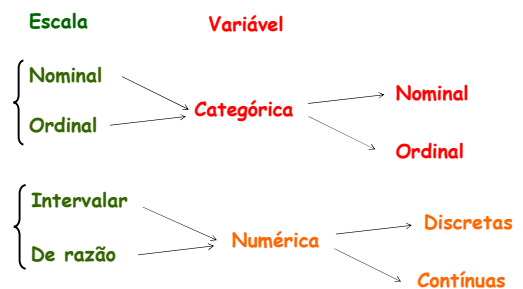 Escala
Variável
Nominal
Ordinal
Categórica
Nominal
Ordinal
Intervalar
De razão
Numérica
Discretas
Contínuas